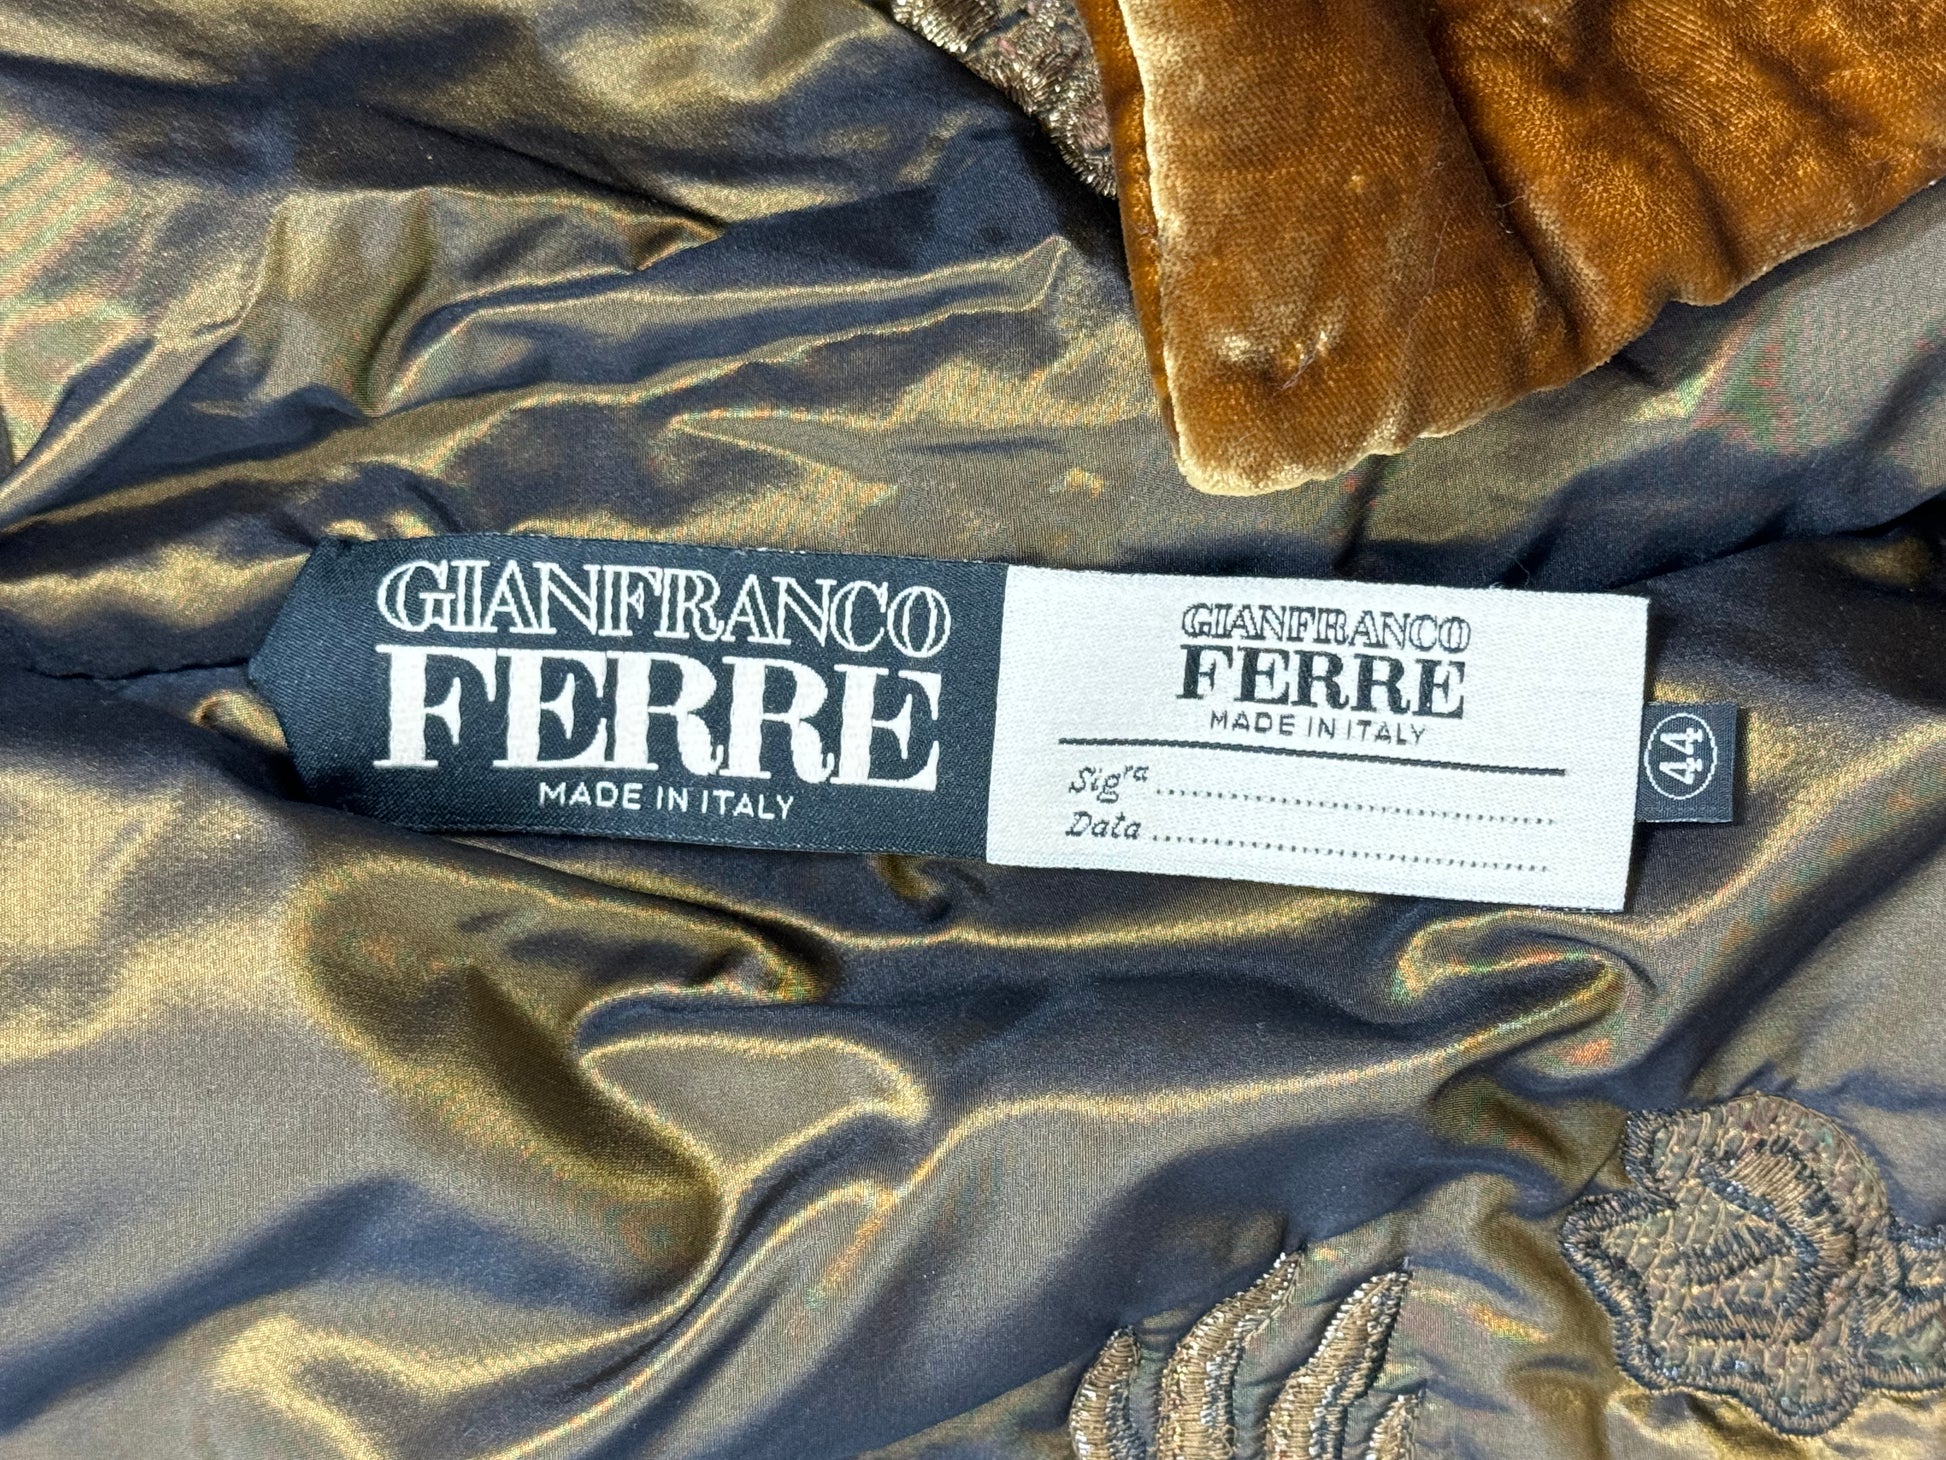 GIANFRANCO
FERRE
MADE IN ITALY
GIANFRANCO
FERRE
MADE IN ITALY
Sig.ra ........................................
Data ........................................
44